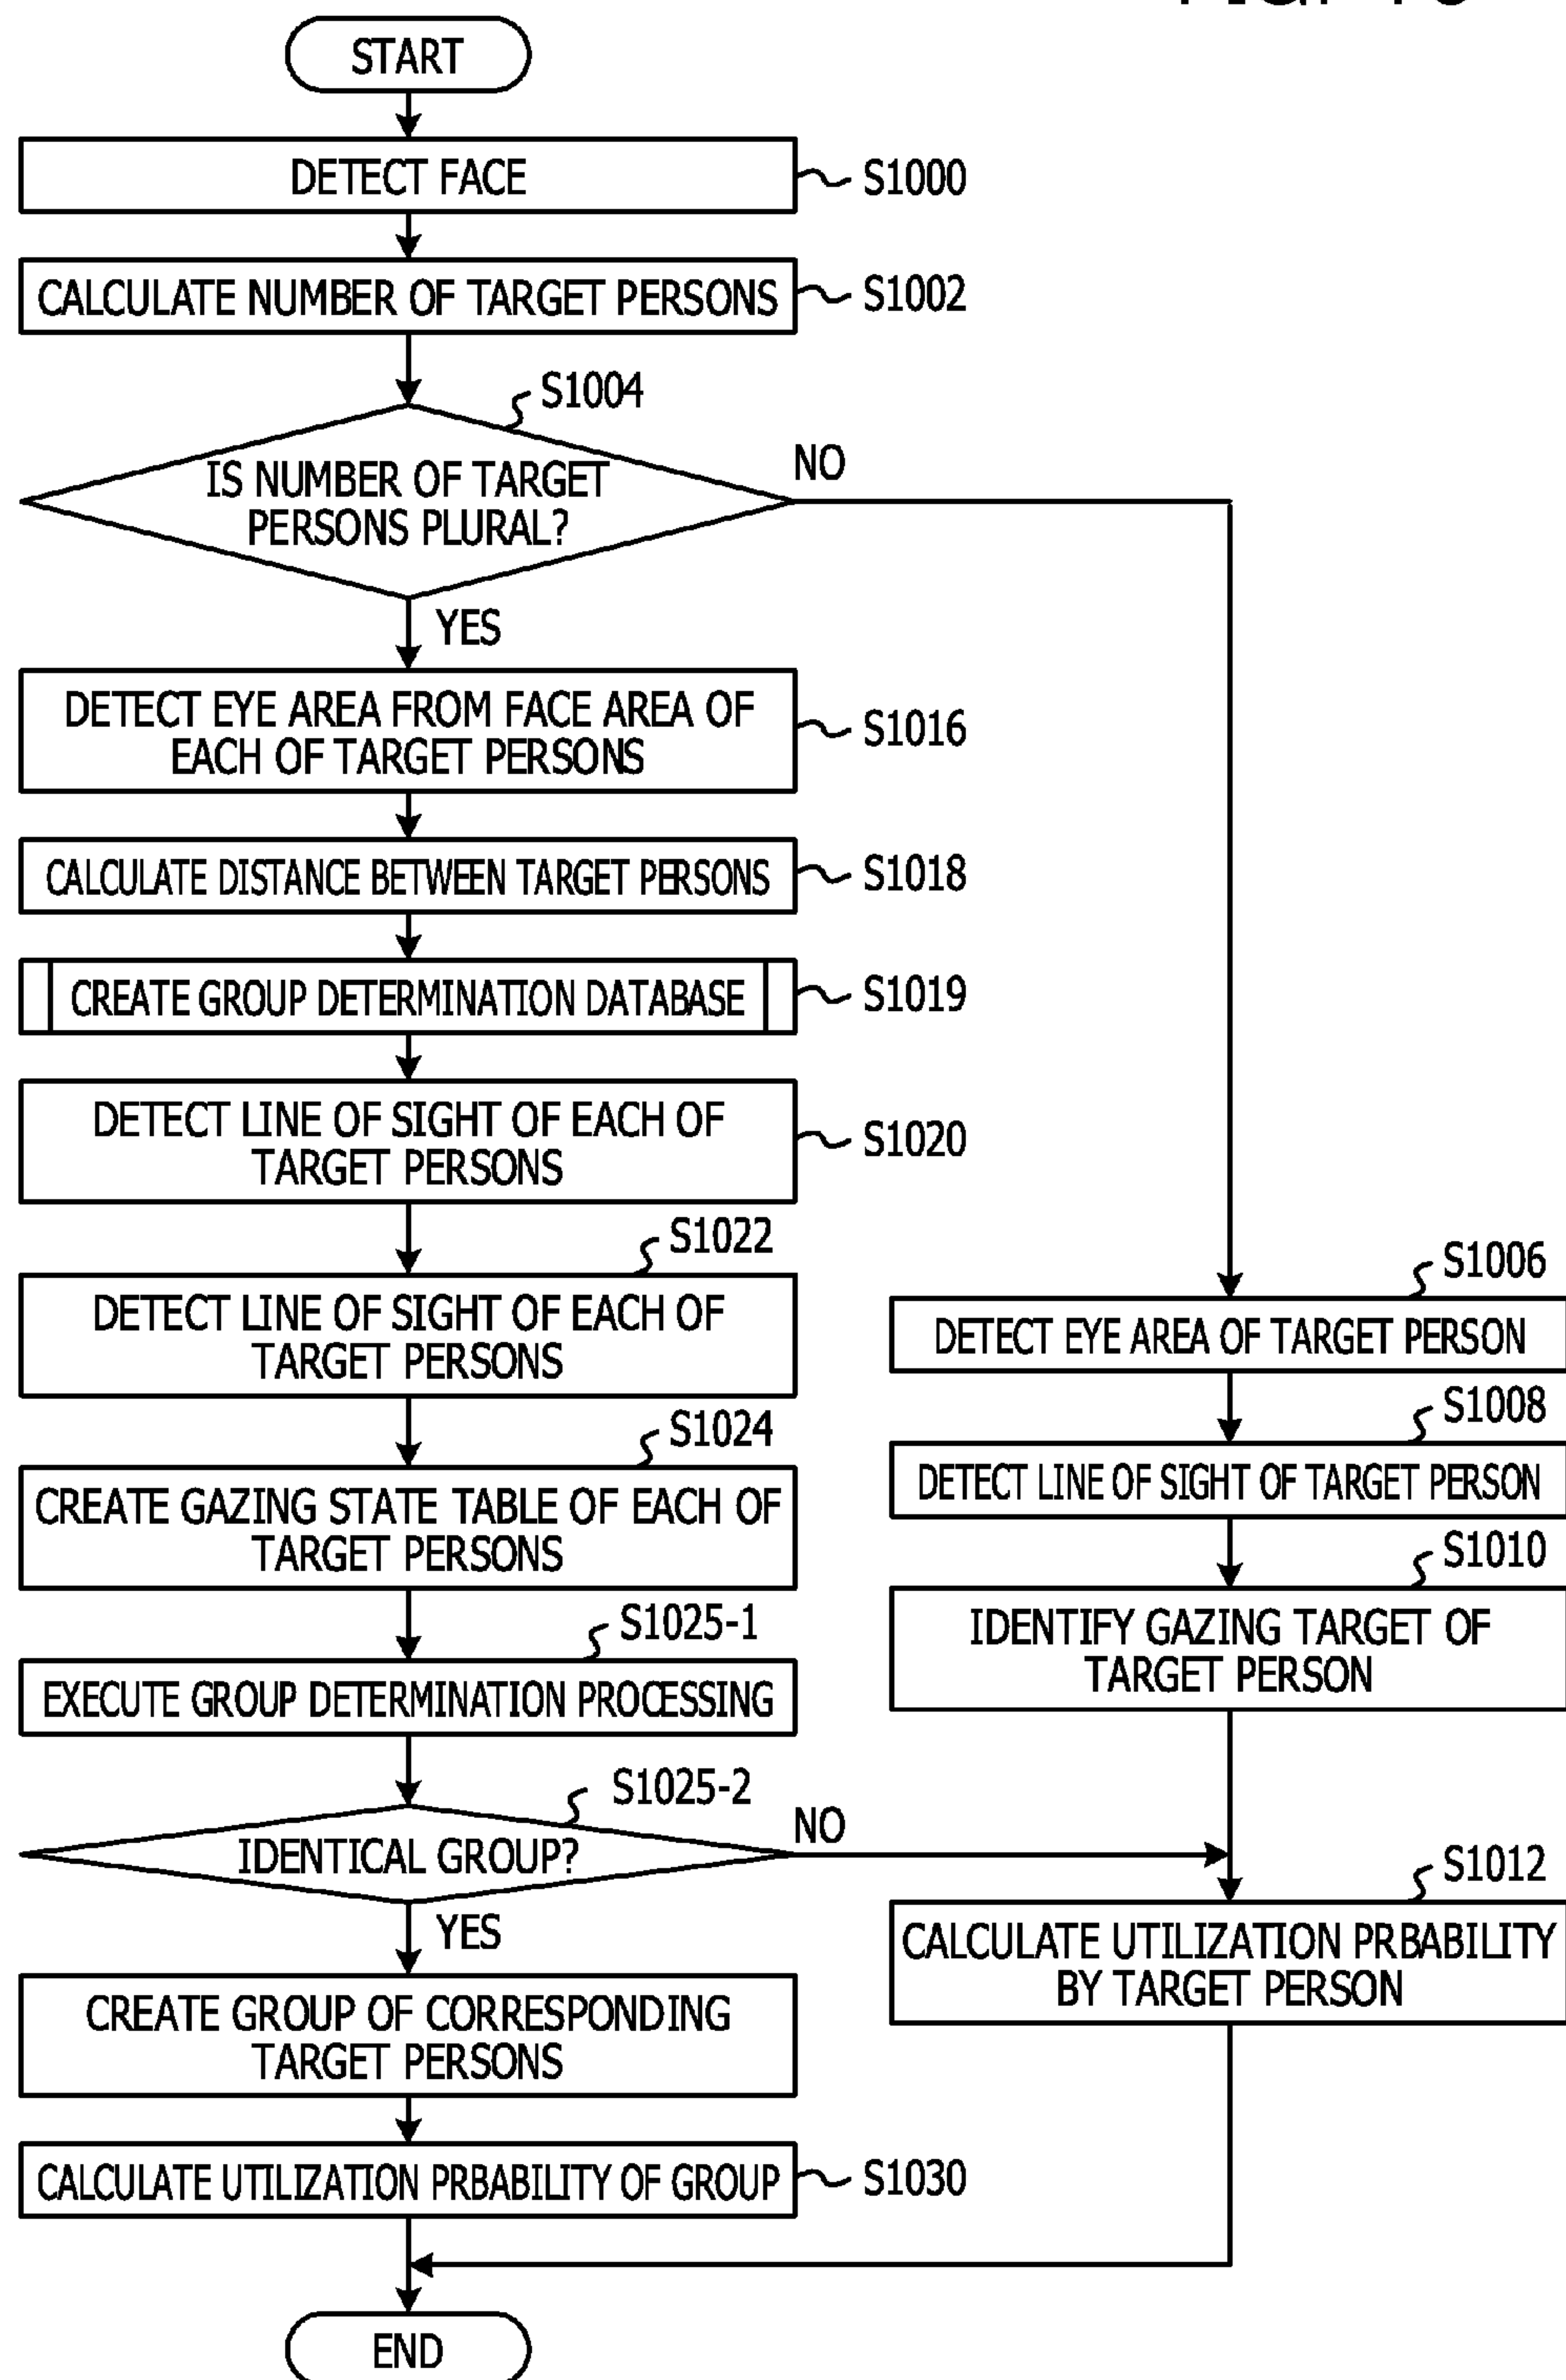 START
DETECT FACE
S1000
CALCULATE NUMBER OF TARGET PERSONS
S1002
S1004
IS NUMBER OF TARGET
PERSONS PLURAL?
NO
YES
DETECT EYE AREA FROM FACE AREA OF
EACH OF TARGET PERSONS
S1016
CALCULATE DISTANCE BETWEEN TARGET PERSONS
S1018
CREATE GROUP DETERMINATION DATABASE
S1019
DETECT LINE OF SIGHT OF EACH OF
TARGET PERSONS
S1020
S1022
DETECT LINE OF SIGHT OF EACH OF
TARGET PERSONS
S1024
CREATE GAZING STATE TABLE OF EACH OF
TARGET PERSONS
S1025-1
EXECUTE GROUP DETERMINATION PROCESSING
S1025-2
IDENTICAL GROUP?
NO
YES
CREATE GROUP OF CORRESPONDING
TARGET PERSONS
CALCULATE UTILIZATION PRBABILITY OF GROUP
S1030
S1006
DETECT EYE AREA OF TARGET PERSON
S1008
DETECT LINE OF SIGHT OF TARGET PERSON
S1010
IDENTIFY GAZING TARGET OF
TARGET PERSON
S1012
CALCULATE UTILIZATION PRBABILITY
BY TARGET PERSON
END